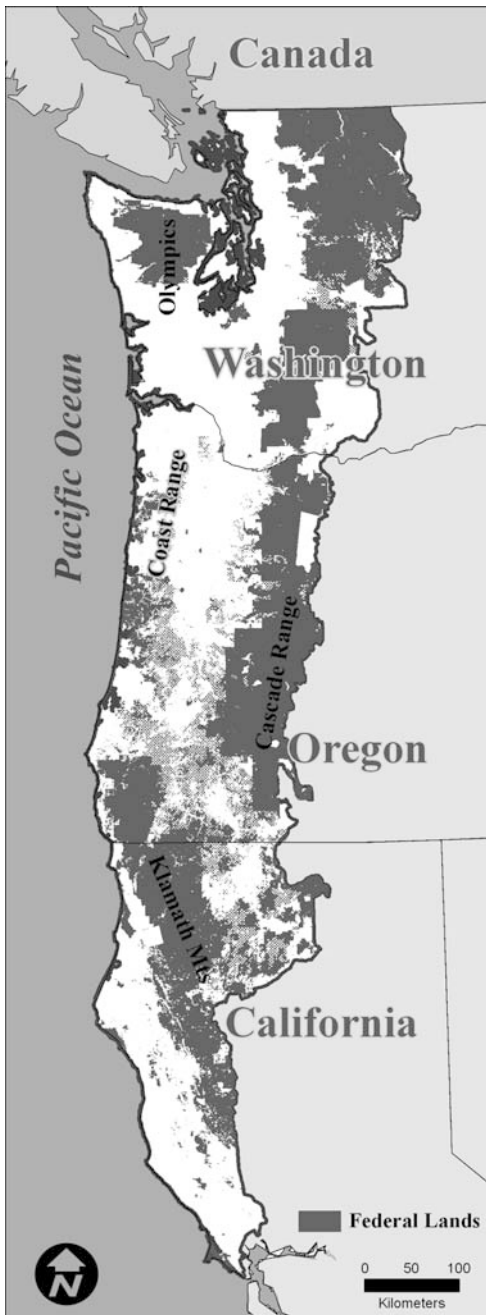 Canada
Olympics
Washington
Pacific Ocean
Coast Range
Cascade Range
Oregon
Klamath Mts
California
Federal Lands
N
0 50 100
Kilometers